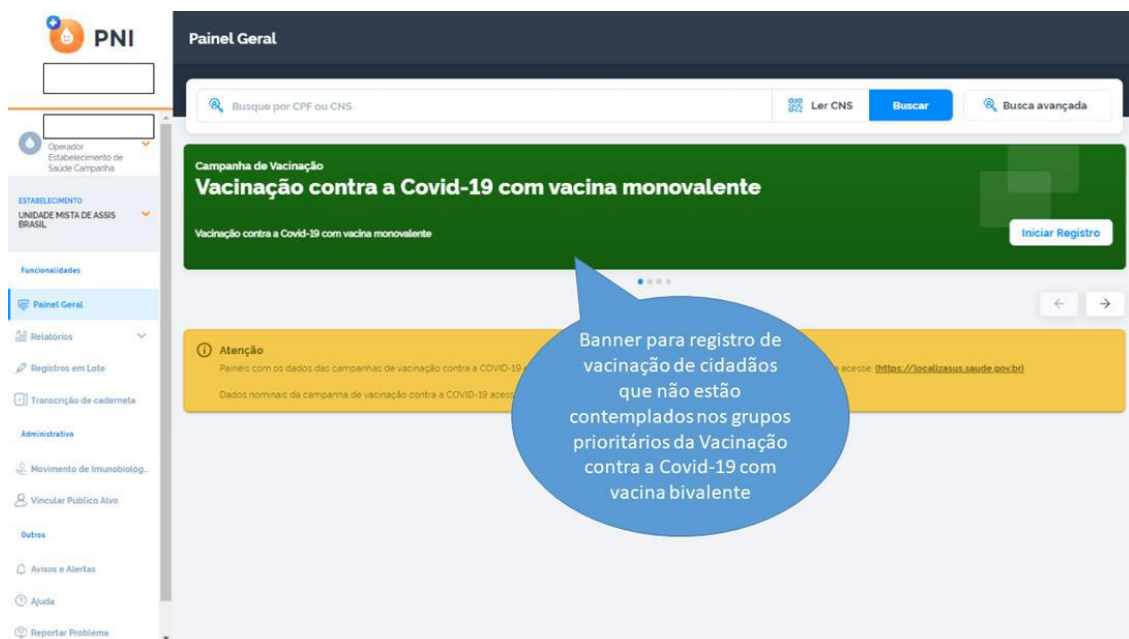 PNI
Painel Geral
Busque por CPF ou CNS
Ler CNS
Buscar
Busca avançada
Operador
Estabelecimento de
Saúde Campanha
ESTABELECIMENTO
UNIDADE MISTA DE ASSIS
BRASIL
Funcionalidades
Painel Geral
Relatórios
Registros em Lote
Transcrição de caderneta
Administrativo
Movimento de Imunobiológ...
Vincular Público Alvo
Outros
Avisos e Alertas
Ajuda
Reportar Problema
Campanha de Vacinação
Vacinação contra a Covid-19 com vacina monovalente
Vacinação contra a Covid-19 com vacina monovalente
Iniciar Registro
Atenção
Painéis com os dados das campanhas de vacinação contra a COVID-19
acesse: (https://localizasus.saude.gov.br)
Dados nominais da campanha de vacinação contra a COVID-19 acess
Banner para registro de
vacinação de cidadãos
que não estão
contemplados nos grupos
prioritários da Vacinação
contra a Covid-19 com
vacina bivalente